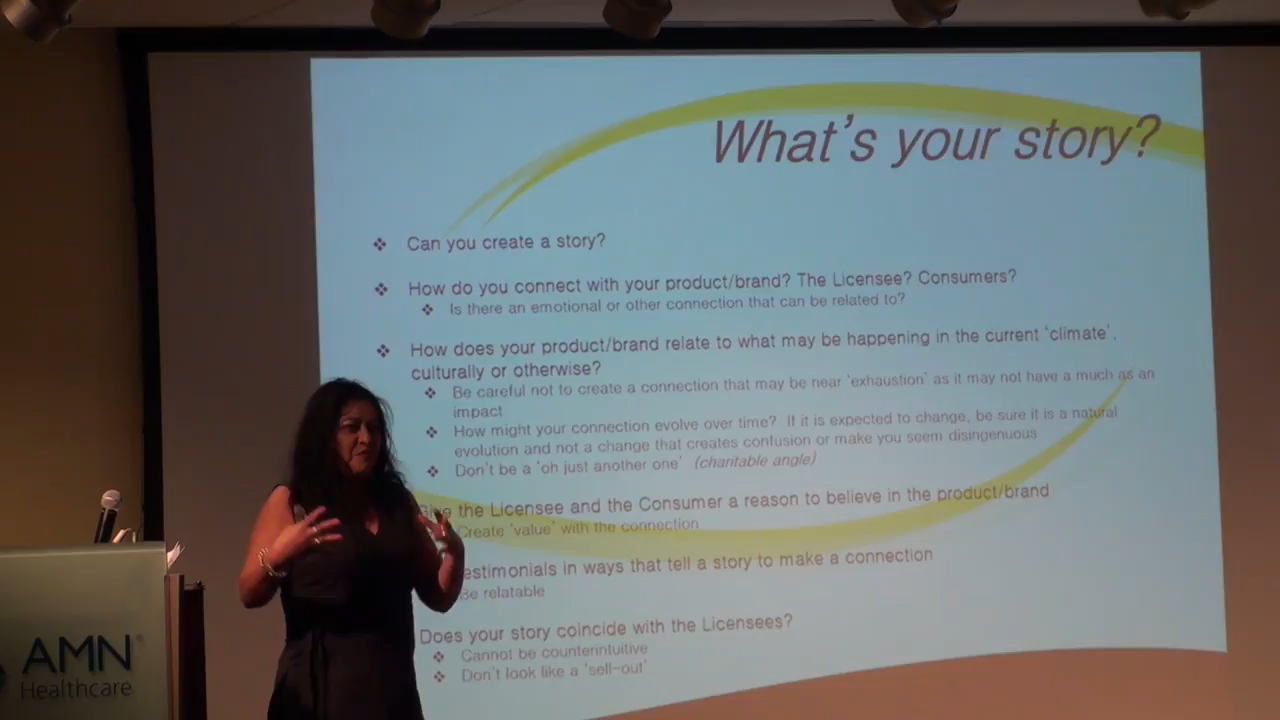 What's your story?
Can you create a story?
How do you connect with your product/brand? The Licensee? Consumers?
Is there an emotional or other connection that can be related to?
How does your product/brand relate to what may be happening in the current 'climate',
culturally or otherwise?
Be careful not to create a connection that may be near 'exhaustion' as it may not have a much as an
impact
How might your connection evolve over time? If it is expected to change, be sure it is a natural
evolution and not a change that creates confusion or make you seem disingenuous
Don't be a 'oh just another one' (charitable angle)
Give the Licensee and the Consumer a reason to believe in the product/brand
Create 'value' with the connection
estimonials in ways that tell a story to make a connection
Be relatable
Does your story coincide with the Licensees?
Cannot be counterintuitive
Don't look like a 'sell-out'
AMN®
Healthcare